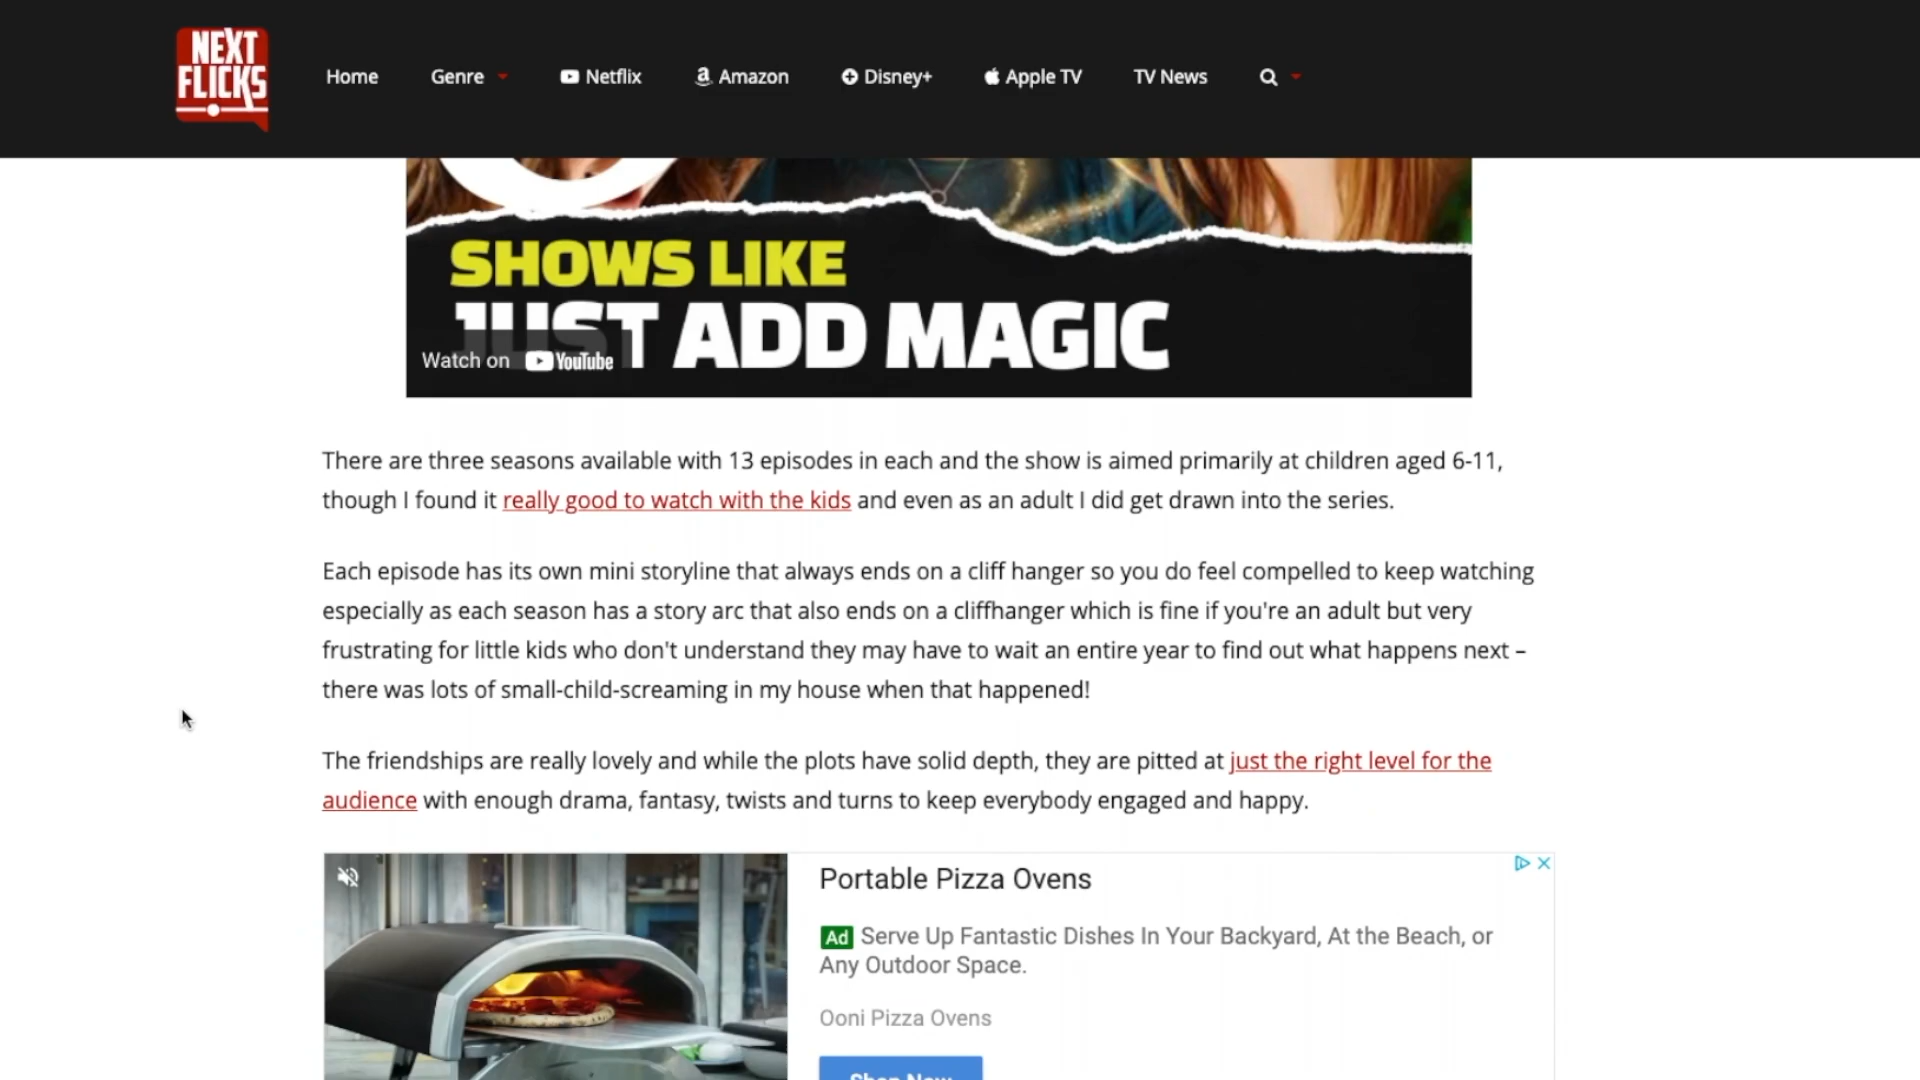 NEXT
FLICKS
Home Genre Netflix Amazon Disney+ Apple TV TV News
SHOWS LIKE
JUST ADD MAGIC
Watch on YouTube
There are three seasons available with 13 episodes in each and the show is aimed primarily at children aged 6-11,
though I found it really good to watch with the kids and even as an adult I did get drawn into the series.
Each episode has its own mini storyline that always ends on a cliff hanger so you do feel compelled to keep watching
especially as each season has a story arc that also ends on a cliffhanger which is fine if you're an adult but very
frustrating for little kids who don't understand they may have to wait an entire year to find out what happens next –
there was lots of small-child-screaming in my house when that happened!
The friendships are really lovely and while the plots have solid depth, they are pitted at just the right level for the
audience with enough drama, fantasy, twists and turns to keep everybody engaged and happy.
Portable Pizza Ovens
Ad Serve Up Fantastic Dishes In Your Backyard, At the Beach, or
Any Outdoor Space.
Ooni Pizza Ovens
Shop Now